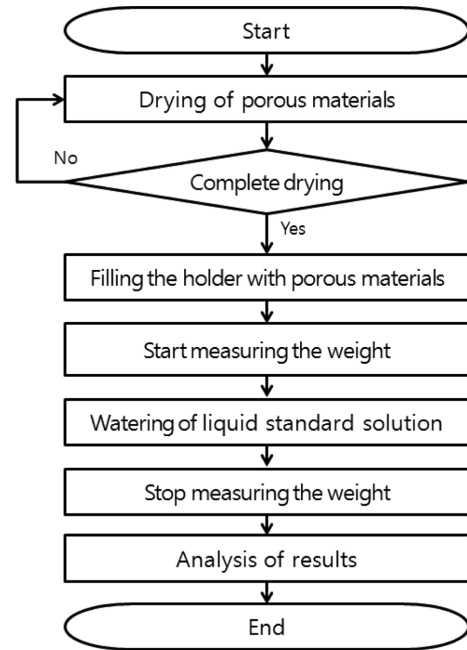 Start
Drying of porous materials
No
Complete drying
Yes
Filling the holder with porous materials
Start measuring the weight
Watering of liquid standard solution
Stop measuring the weight
Analysis of results
End